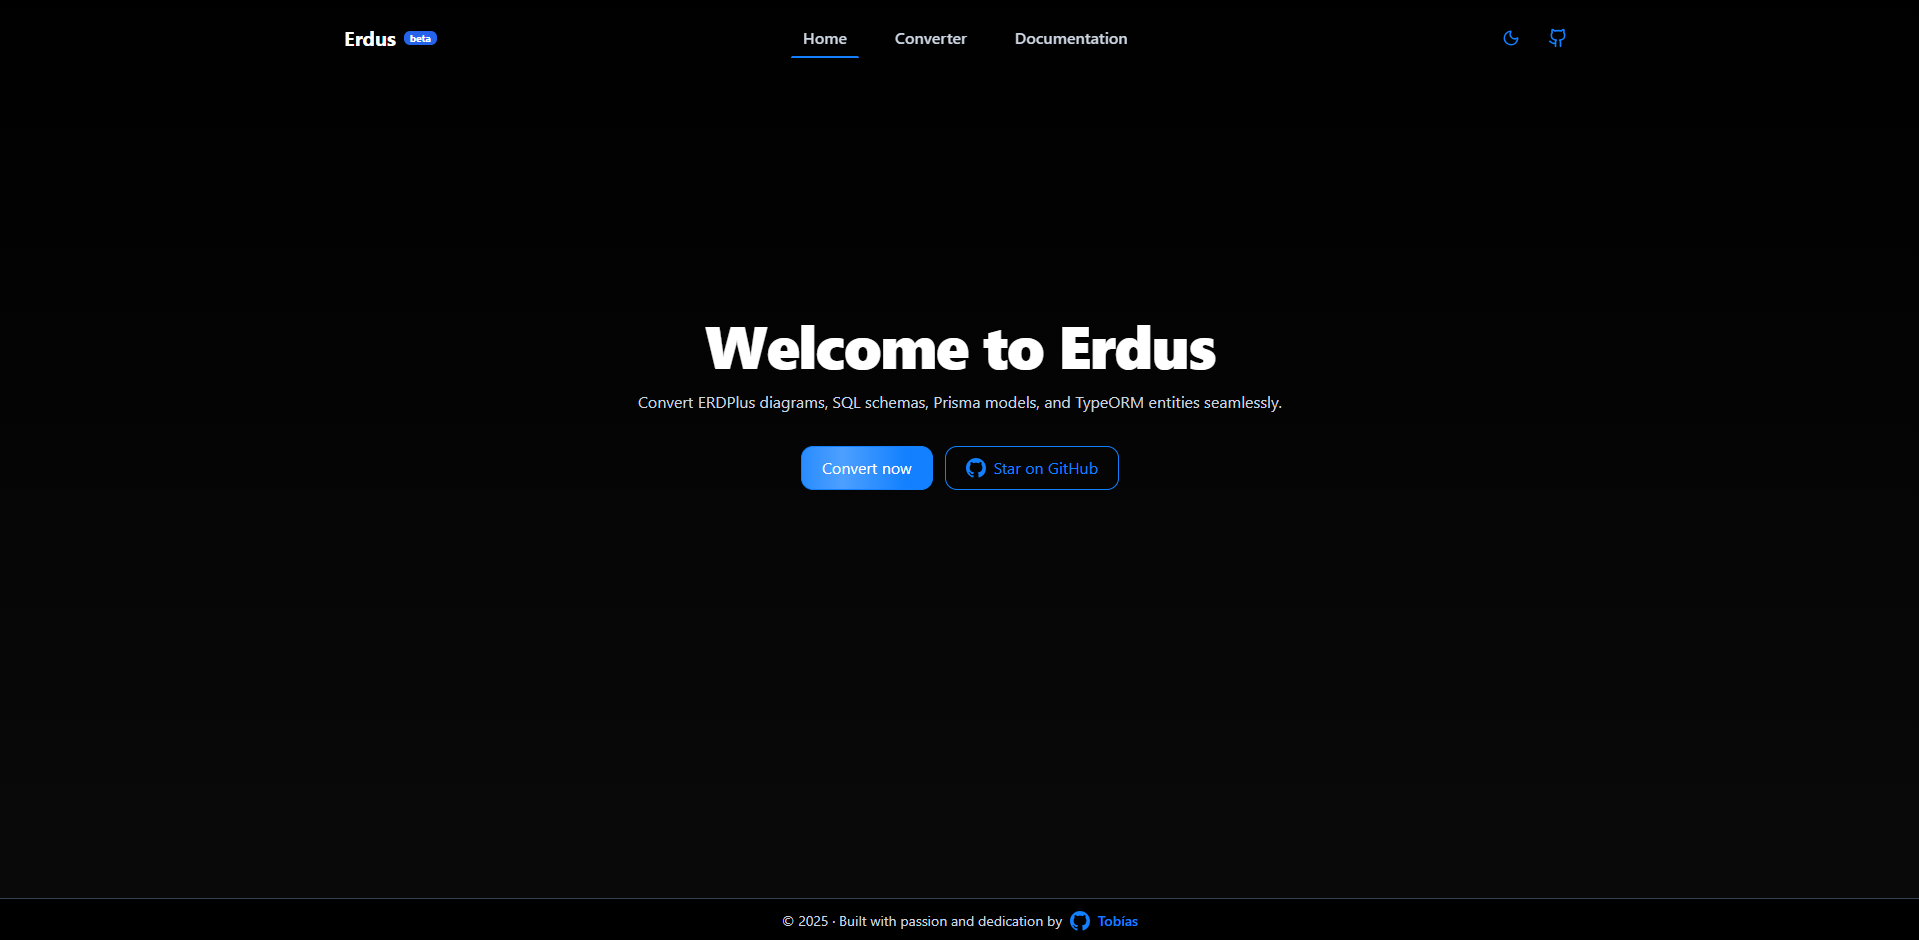 Erdus beta
Home Converter Documentation
Welcome to Erdus
Convert ERDPlus diagrams, SQL schemas, Prisma models, and TypeORM entities seamlessly.
Convert now Star on GitHub
© 2025 · Built with passion and dedication by Tobías